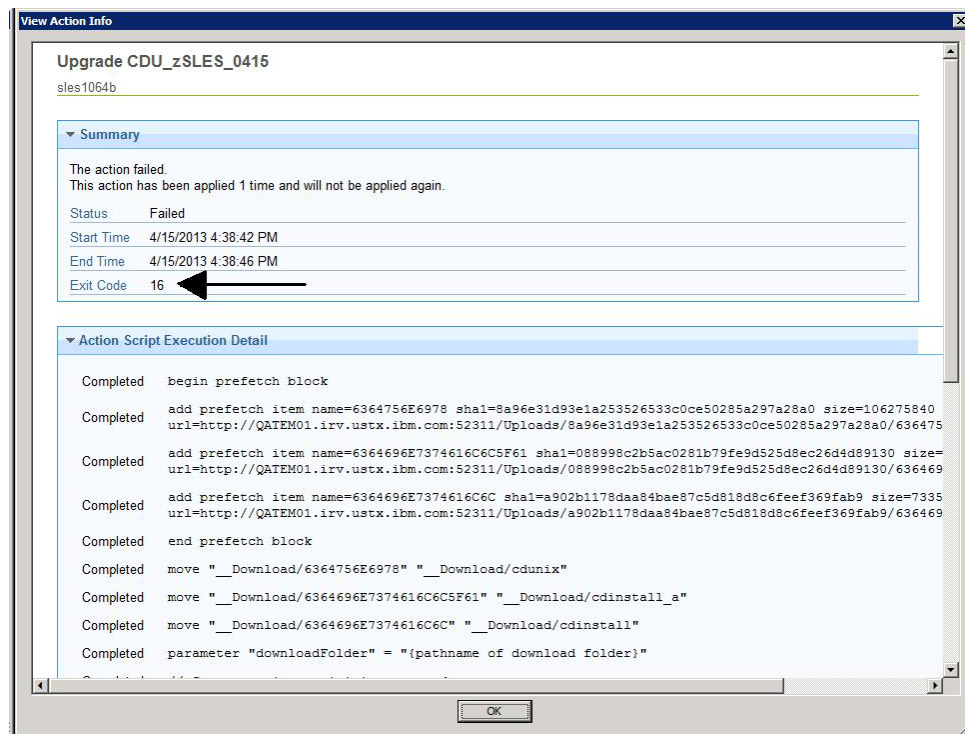 View Action Info
Upgrade CDU_zSLES_0415
sles1064b
Summary
The action failed.
This action has been applied 1 time and will not be applied again.
Status Failed
Start Time 4/15/2013 4:38:42 PM
End Time 4/15/2013 4:38:46 PM
Exit Code 16
Action Script Execution Detail
Completed begin prefetch block
Completed add prefetch item name=6364756E6978 sha1=8a96e31d93e1a253526533c0ce50285a297a28a0 size=106275840
url=http://QATEM01.irv.ustx.ibm.com:52311/Uploads/8a96e31d93e1a253526533c0ce50285a297a28a0/636475
Completed add prefetch item name=6364696E7374616C6C5F61 sha1=088998c2b5ac0281b79fe9d525d8ec26d4d89130 size=
url=http://QATEM01.irv.ustx.ibm.com:52311/Uploads/088998c2b5ac0281b79fe9d525d8ec26d4d89130/636469
Completed add prefetch item name=6364696E7374616C6C sha1=a902b1178daa84bae87c5d818d8c6feef369fab9 size=7335
url=http://QATEM01.irv.ustx.ibm.com:52311/Uploads/a902b1178daa84bae87c5d818d8c6feef369fab9/636469
Completed end prefetch block
Completed move "__Download/6364756E6978" "__Download/cdunix"
Completed move "__Download/6364696E7374616C6C5F61" "__Download/cdinstall_a"
Completed move "__Download/6364696E7374616C6C" "__Download/cdinstall"
Completed parameter "downloadFolder" = "{pathname of download folder}"
OK